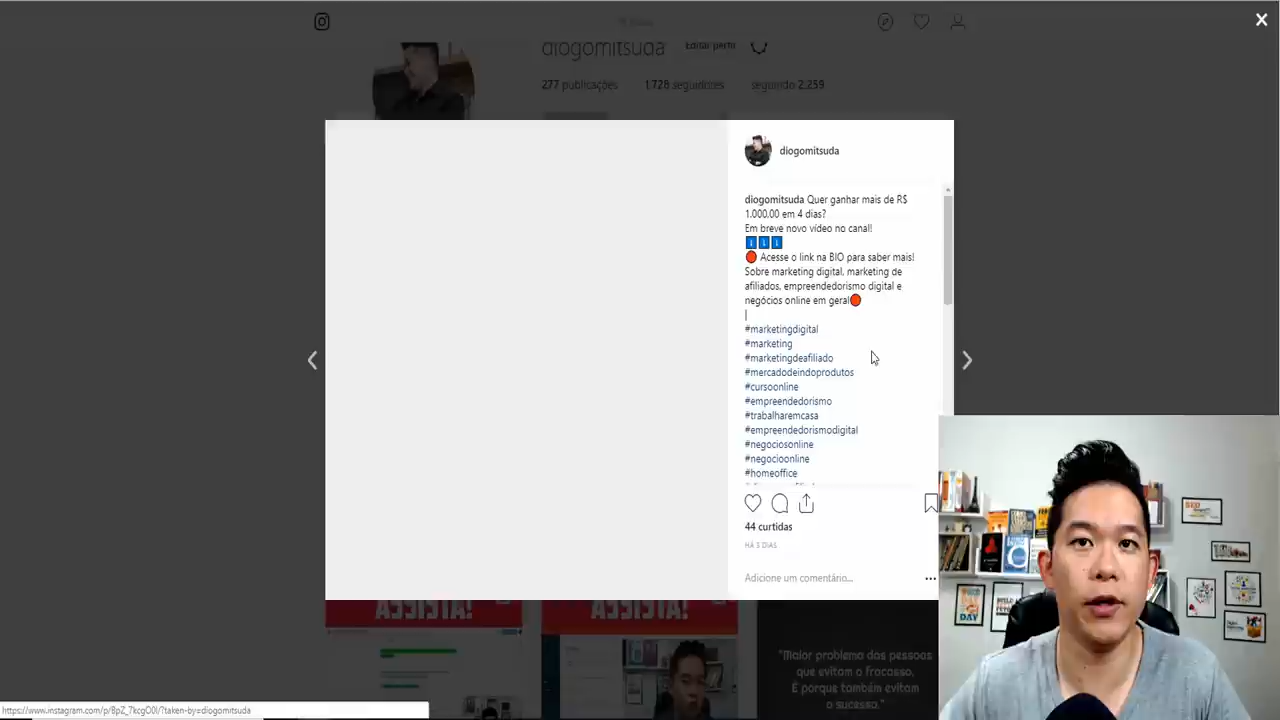 diogomitsuda
Editar perfil
277 publicações
1.728 seguidores
seguindo 2.259
diogomitsuda
diogomitsuda Quer ganhar mais de R$
1.000,00 em 4 dias?
Em breve novo vídeo no canal!
Acesse o link na BIO para saber mais!
Sobre marketing digital, marketing de
afiliados, empreendedorismo digital e
negócios online em geral
|
#marketingdigital
#marketing
#marketingdeafiliado
#mercadodeindoprodutos
#cursoonline
#empreendedorismo
#trabalharemcasa
#empreendedorismodigital
#negociosonline
#negocioonline
#homeoffice
44 curtidas
HÁ 3 DIAS
Adicione um comentário...
ASSISTA!
ASSISTA!
"Maior problema das pessoas
que evitam o fracasso,
É porque também evitam
o sucesso."
https://www.instagram.com/p/BpZ_7kcgO0l/?taken-by=diogomitsuda
DAY